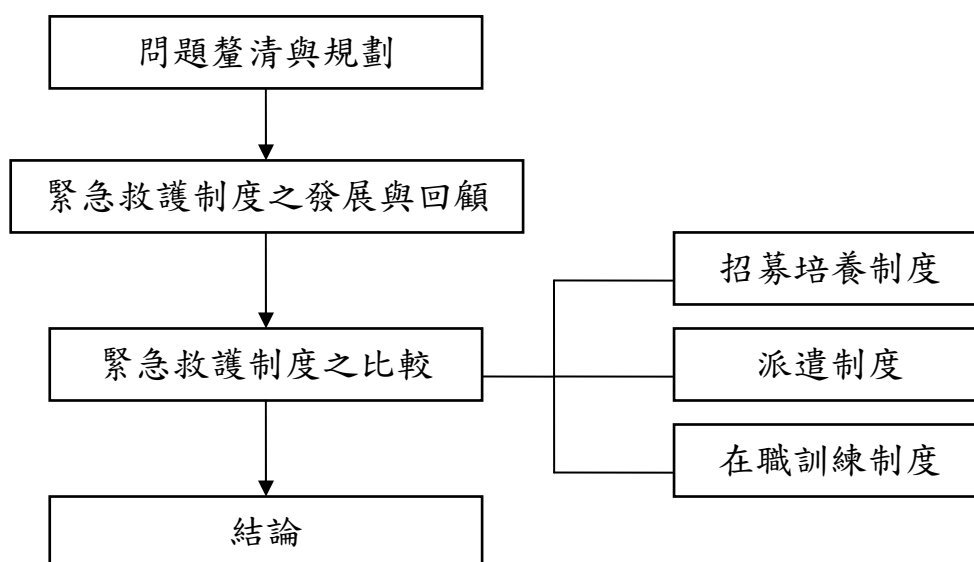 問題釐清與規劃
緊急救護制度之發展與回顧
緊急救護制度之比較
招募培養制度
派遣制度
在職訓練制度
結論